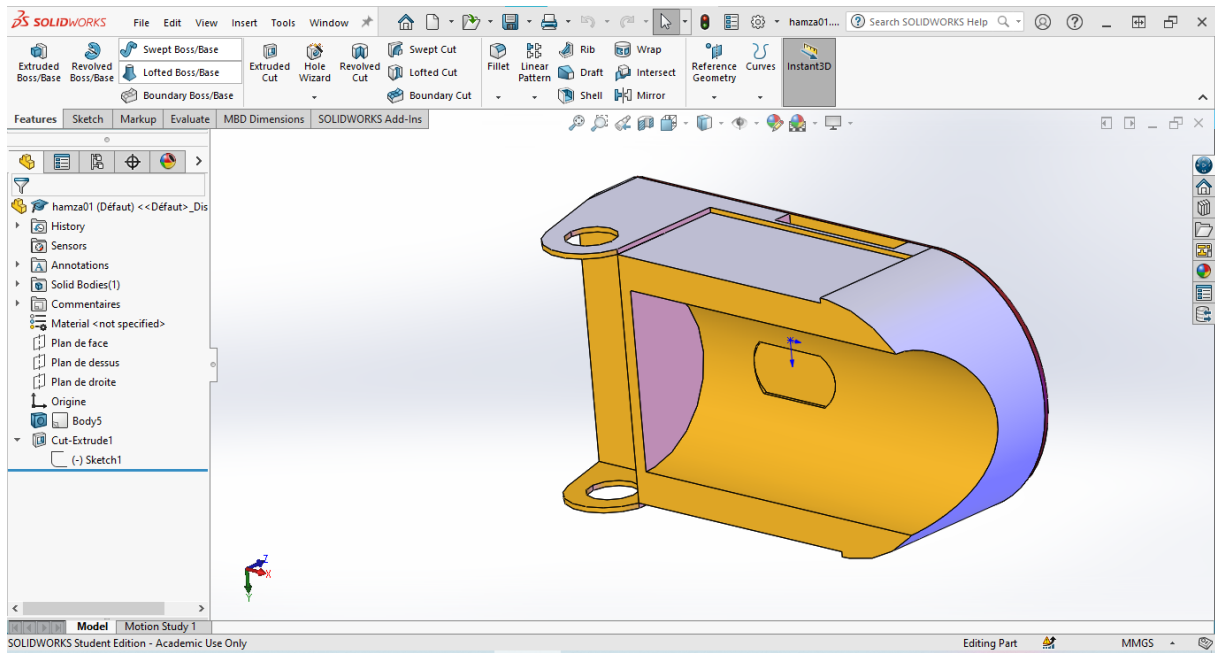 SOLIDWORKS File Edit View Insert Tools Window hamza01.... Search SOLIDWORKS Help
Extruded Boss/Base
Revolved Boss/Base
Swept Boss/Base
Lofted Boss/Base
Boundary Boss/Base
Extruded Cut
Hole Wizard
Revolved Cut
Swept Cut
Lofted Cut
Boundary Cut
Fillet
Linear Pattern
Rib
Draft
Shell
Wrap
Intersect
Mirror
Reference Geometry
Curves
Instant3D
Features Sketch Markup Evaluate MBD Dimensions SOLIDWORKS Add-Ins
hamza01 (Défaut) <<Défaut>_Dis
History
Sensors
Annotations
Solid Bodies(1)
Commentaires
Material <not specified>
Plan de face
Plan de dessus
Plan de droite
Origine
Body5
Cut-Extrude1
(-) Sketch1
Z
X
Y
Model Motion Study 1
SOLIDWORKS Student Edition - Academic Use Only Editing Part MMGS